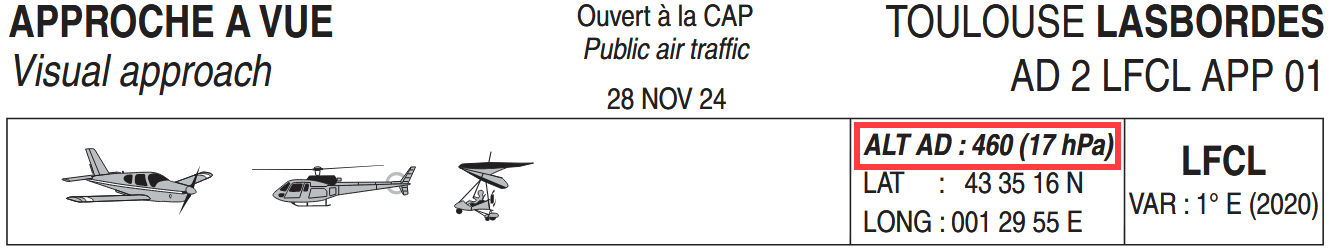 APPROCHE A VUE
Visual approach
Ouvert à la CAP
Public air traffic
28 NOV 24
TOULOUSE LASBORDES
AD 2 LFCL APP 01
ALT AD : 460 (17 hPa)
LAT : 43 35 16 N
LONG : 001 29 55 E
LFCL
VAR : 1° E (2020)